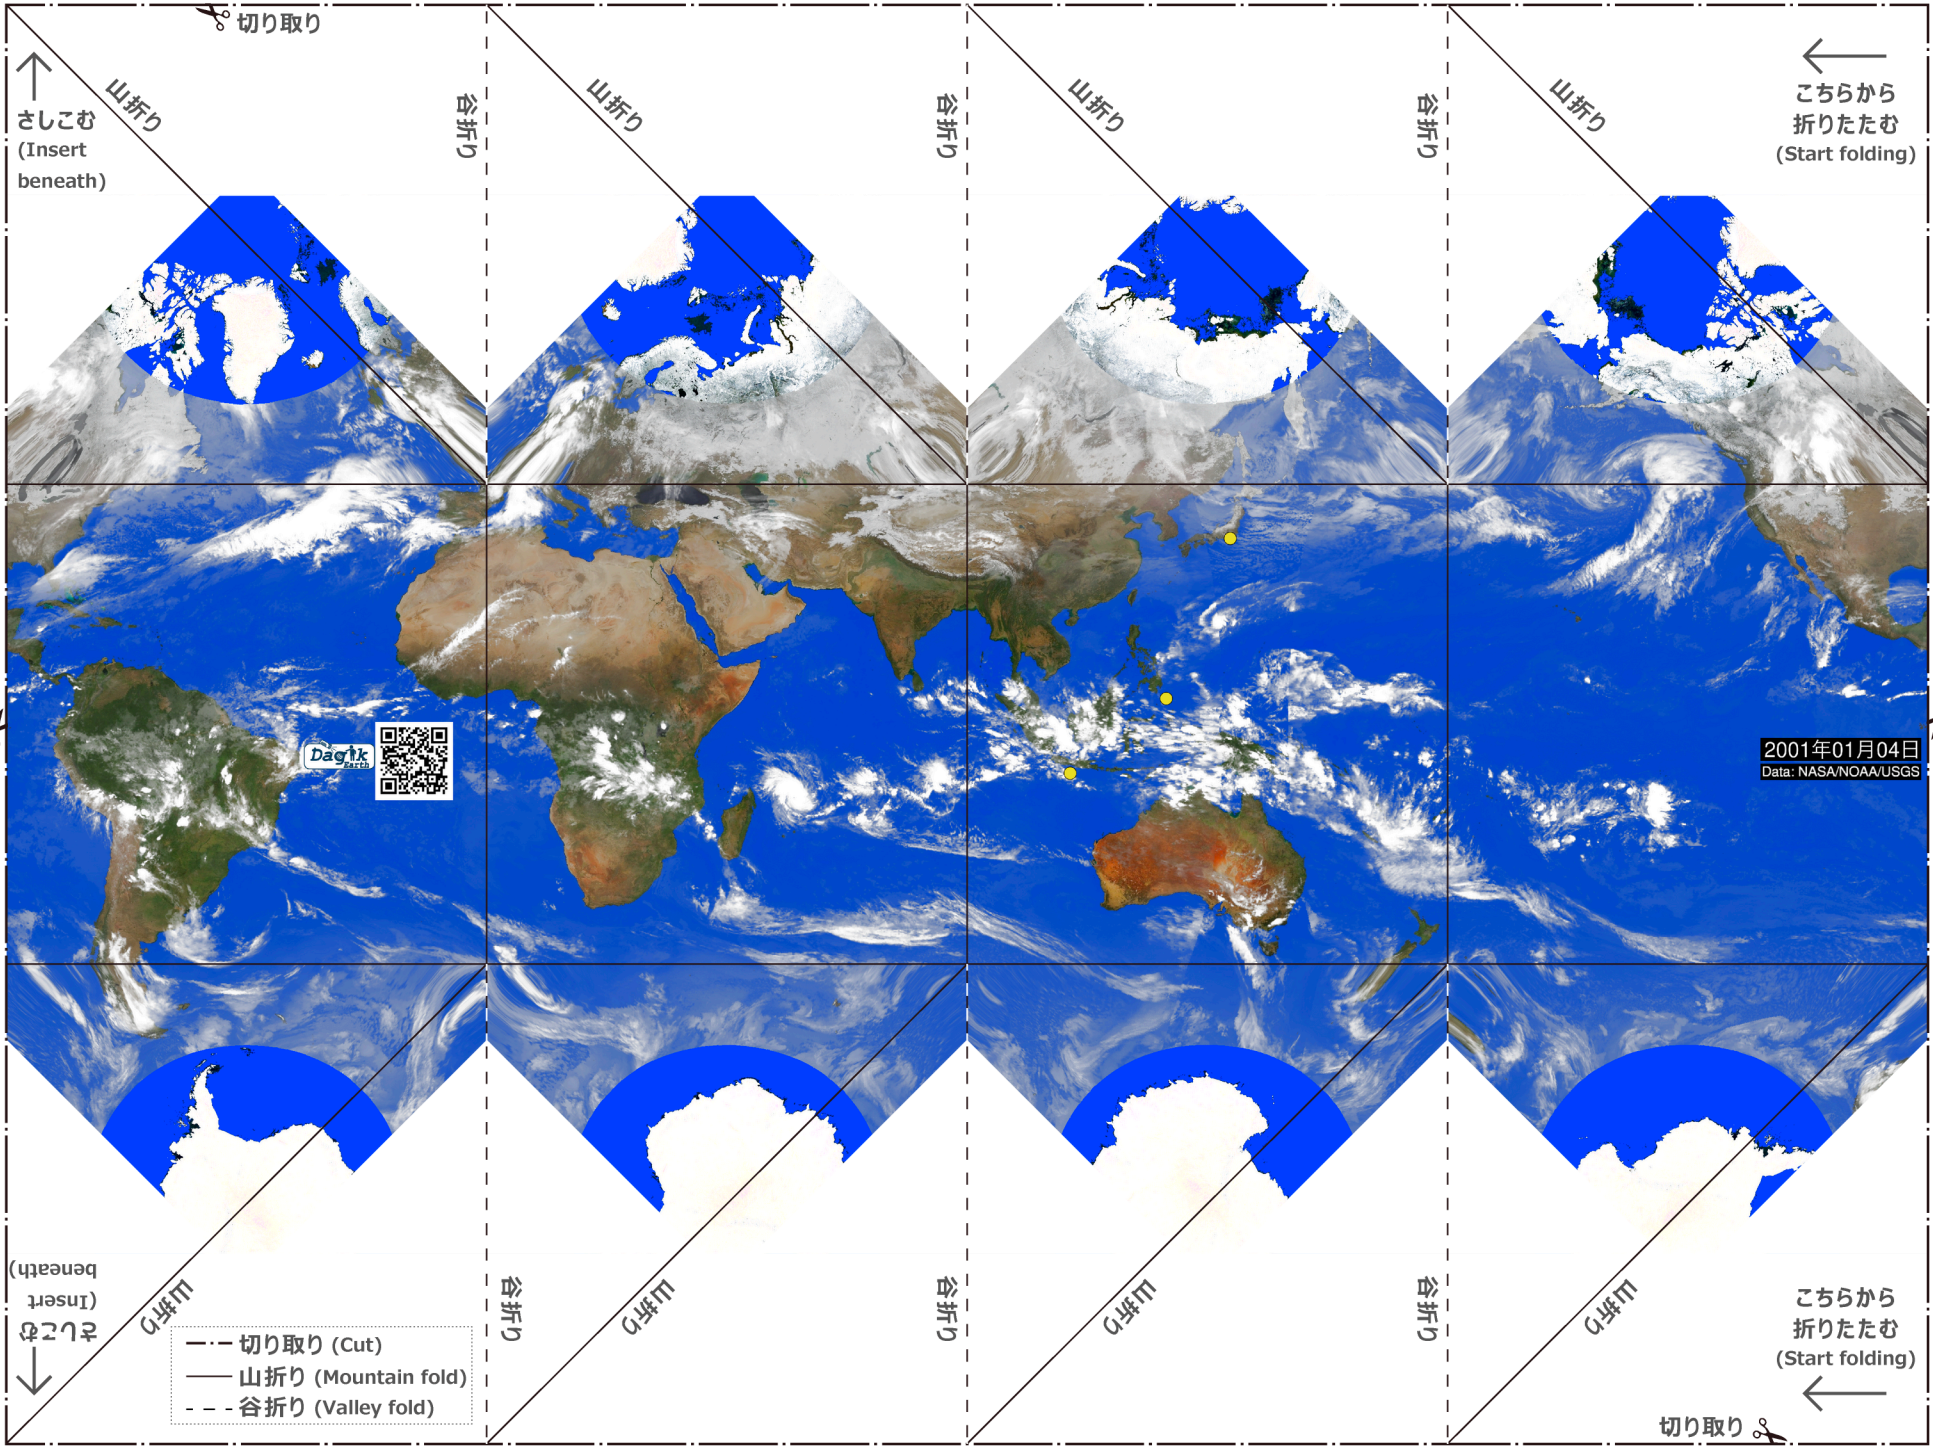 切り取り
さしこむ
(Insert
beneath)
山折り
谷折り
山折り
谷折り
山折り
谷折り
山折り
こちらから
折りたたむ
(Start folding)
Dagik
Earth
2001年01月04日
Data: NASA/NOAA/USGS
さしこむ
(Insert
beneath)
山折り
谷折り
山折り
谷折り
山折り
谷折り
山折り
こちらから
折りたたむ
(Start folding)
切り取り (Cut)
山折り (Mountain fold)
谷折り (Valley fold)
切り取り